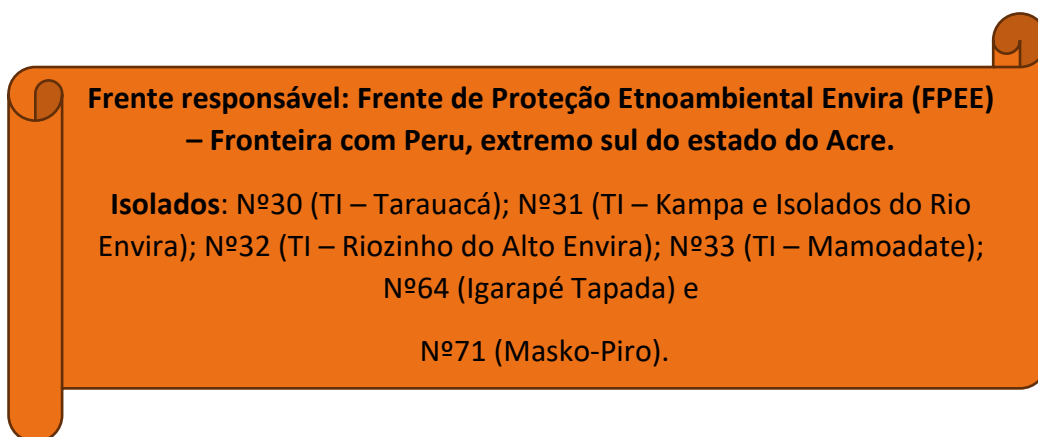 Frente responsável: Frente de Proteção Etnoambiental Envira (FPEE)
– Fronteira com Peru, extremo sul do estado do Acre.
Isolados: Nº30 (TI – Tarauacá); Nº31 (TI – Kampa e Isolados do Rio
Envira); Nº32 (TI – Riozinho do Alto Envira); Nº33 (TI – Mamoadate);
Nº64 (Igarapé Tapada) e
Nº71 (Masko-Piro).